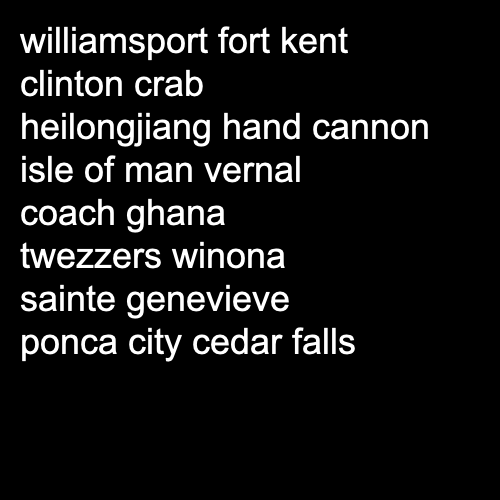 williamsport fort kent
clinton crab
heilongjiang hand cannon
isle of man vernal
coach ghana
twezzers winona
sainte genevieve
ponca city cedar falls